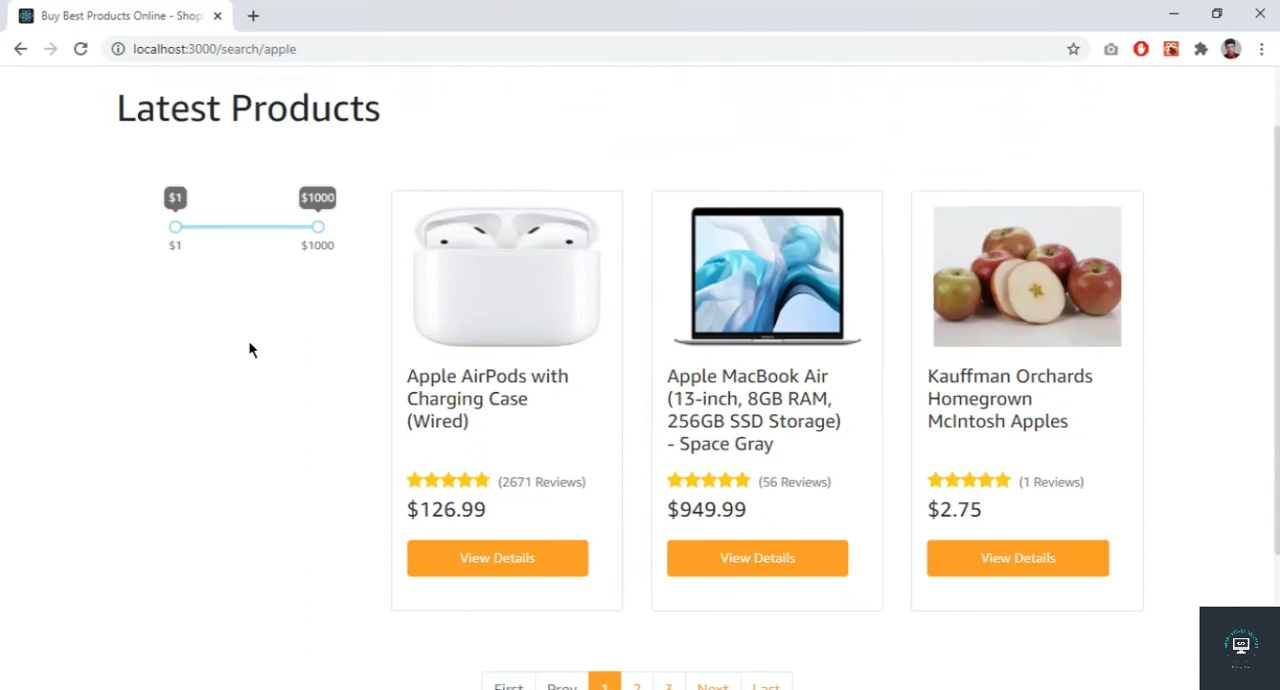 Buy Best Products Online - Shop
localhost:3000/search/apple
Latest Products
$1 $1000
$1 $1000
Apple AirPods with
Charging Case
(Wired)
(2671 Reviews)
$126.99
View Details
Apple MacBook Air
(13-inch, 8GB RAM,
256GB SSD Storage)
- Space Gray
(56 Reviews)
$949.99
View Details
Kauffman Orchards
Homegrown
McIntosh Apples
(1 Reviews)
$2.75
View Details
First Prev 1 2 3 Next Last